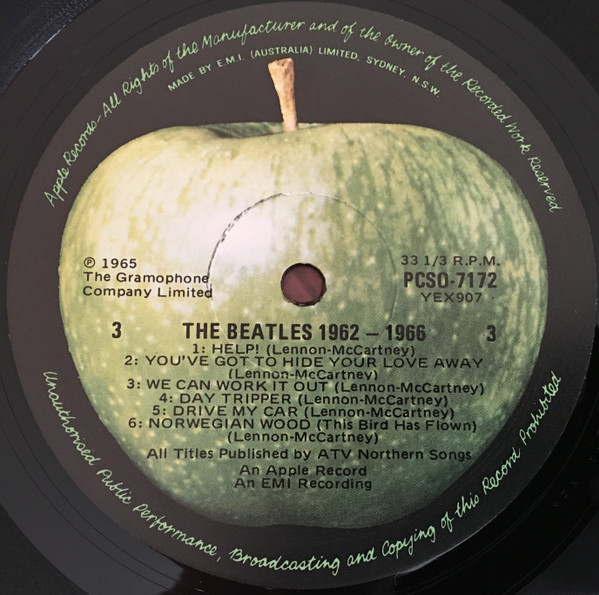 Apple Records-All Rights of the Manufacturer and of the Owner of the Recorded Work Reserved
MADE BY E.M.I. (AUSTRALIA) LIMITED, SYDNEY, N.S.W.
℗ 1965
The Gramophone
Company Limited
33 1/3 R.P.M.
PCSO-7172
YEX907
3 THE BEATLES 1962 – 1966 3
1: HELP! (Lennon-McCartney)
2: YOU'VE GOT TO HIDE YOUR LOVE AWAY
(Lennon-McCartney)
3: WE CAN WORK IT OUT (Lennon-McCartney)
4: DAY TRIPPER (Lennon-McCartney)
5: DRIVE MY CAR (Lennon-McCartney)
6: NORWEGIAN WOOD (This Bird Has Flown)
(Lennon-McCartney)
All Titles Published by ATV Northern Songs
An Apple Record
An EMI Recording
Unauthorised Public Performance, Broadcasting and Copying of this Record Prohibited